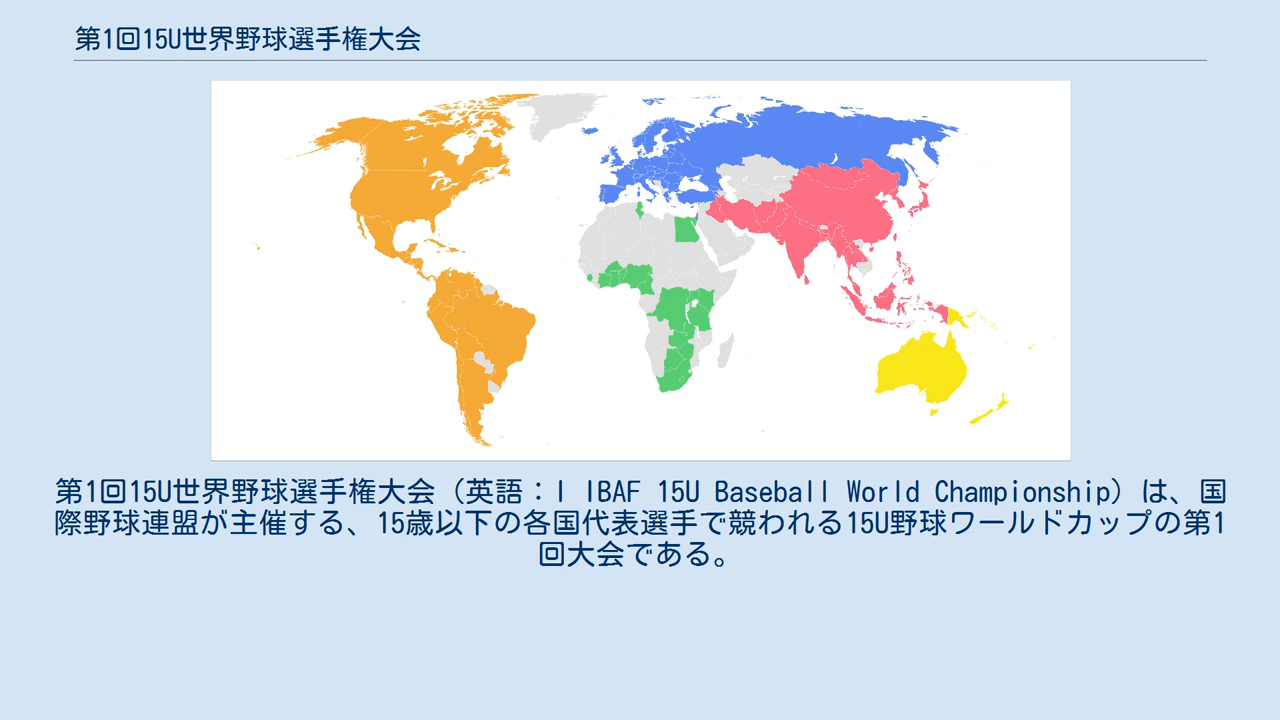 第1回15U世界野球選手権大会
第1回15U世界野球選手権大会（英語：I IBAF 15U Baseball World Championship）は、国
際野球連盟が主催する、15歳以下の各国代表選手で競われる15U野球ワールドカップの第1
回大会である。